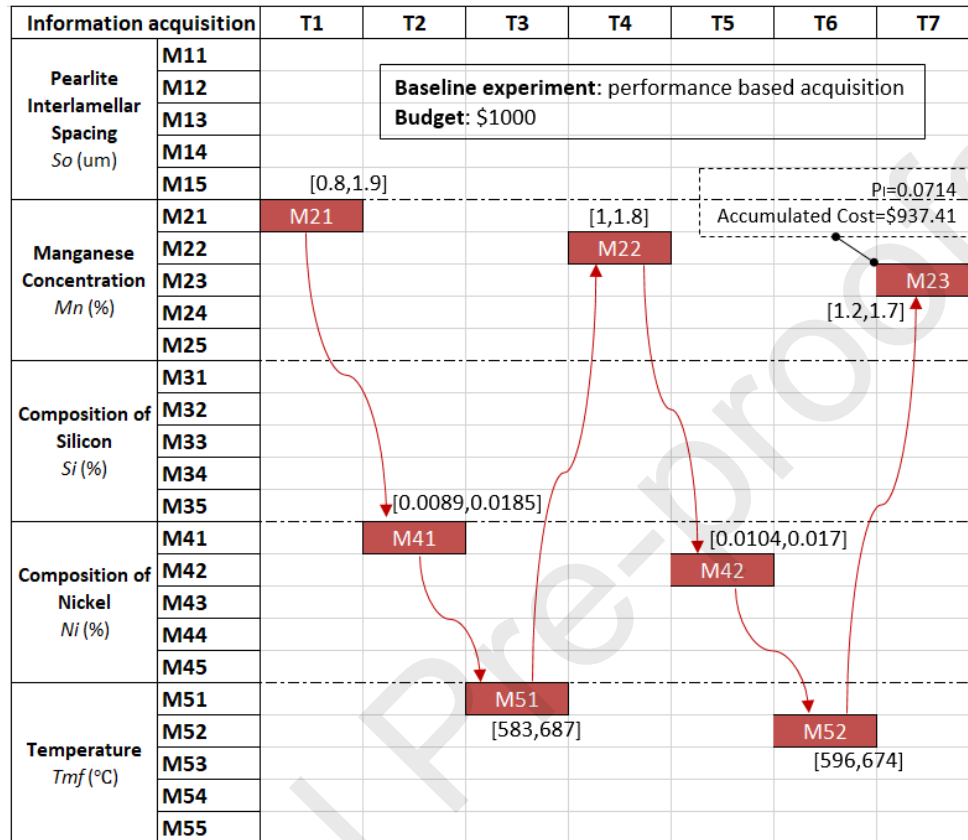 Information acquisition T1 T2 T3 T4 T5 T6 T7
Pearlite
Interlamellar
Spacing
So (um)
M11
M12
M13
M14
M15
Baseline experiment: performance based acquisition
Budget: $1000
[0.8,1.9]
PI=0.0714
Accumulated Cost=$937.41
Manganese
Concentration
Mn (%)
M21
M22
M23
M24
M25
M21
[1,1.8]
M22
M23
[1.2,1.7]
Composition of
Silicon
Si (%)
M31
M32
M33
M34
M35
[0.0089,0.0185]
Composition of
Nickel
Ni (%)
M41
M42
M43
M44
M45
M41
[0.0104,0.017]
M42
Temperature
Tmf (°C)
M51
M52
M53
M54
M55
M51
[583,687]
M52
[596,674]
l Pre-proof